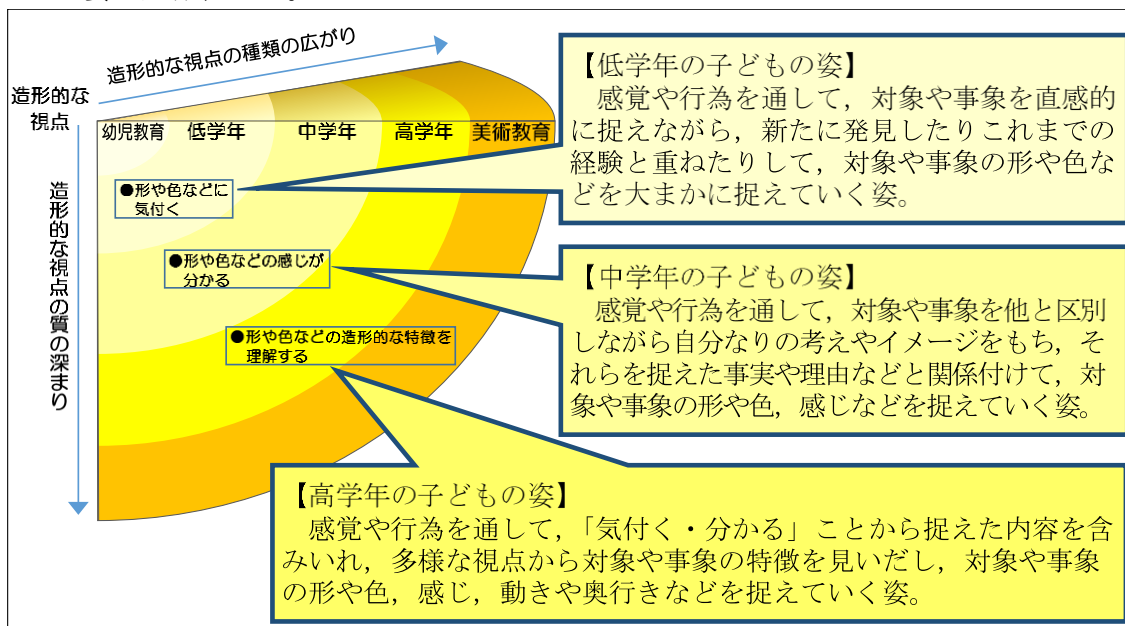 造形的な視点の種類の広がり
造形的な
視点
幼児教育 低学年 中学年 高学年 美術教育
造形的な視点の質の深まり
●形や色などに
気付く
●形や色などの感じが
分かる
●形や色などの造形的な特徴を
理解する
【低学年の子どもの姿】
感覚や行為を通して，対象や事象を直感的
に捉えながら，新たに発見したりこれまでの
経験と重ねたりして，対象や事象の形や色な
どを大まかに捉えていく姿。
【中学年の子どもの姿】
感覚や行為を通して，対象や事象を他と区別
しながら自分なりの考えやイメージをもち，そ
れらを捉えた事実や理由などと関係付けて，対
象や事象の形や色，感じなどを捉えていく姿。
【高学年の子どもの姿】
感覚や行為を通して，「気付く・分かる」ことから捉えた内容を含
みいれ，多様な視点から対象や事象の特徴を見いだし，対象や事象
の形や色，感じ，動きや奥行きなどを捉えていく姿。